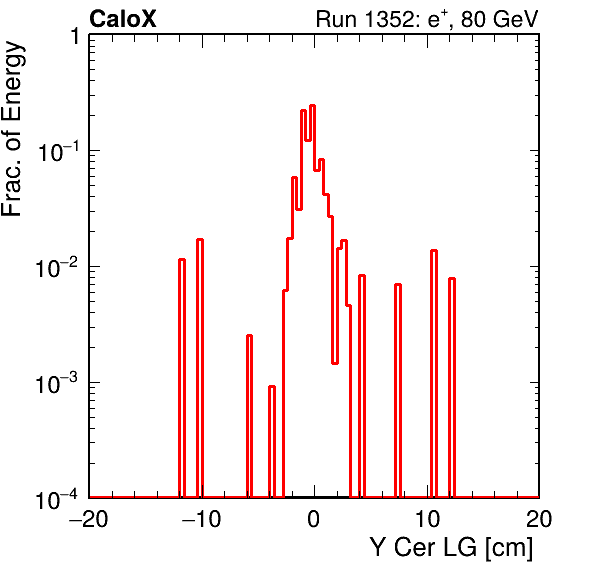 CaloX Run 1352: e⁺, 80 GeV
Frac. of Energy
1
10⁻¹
10⁻²
10⁻³
10⁻⁴
−20 −10 0 10 20
Y Cer LG [cm]